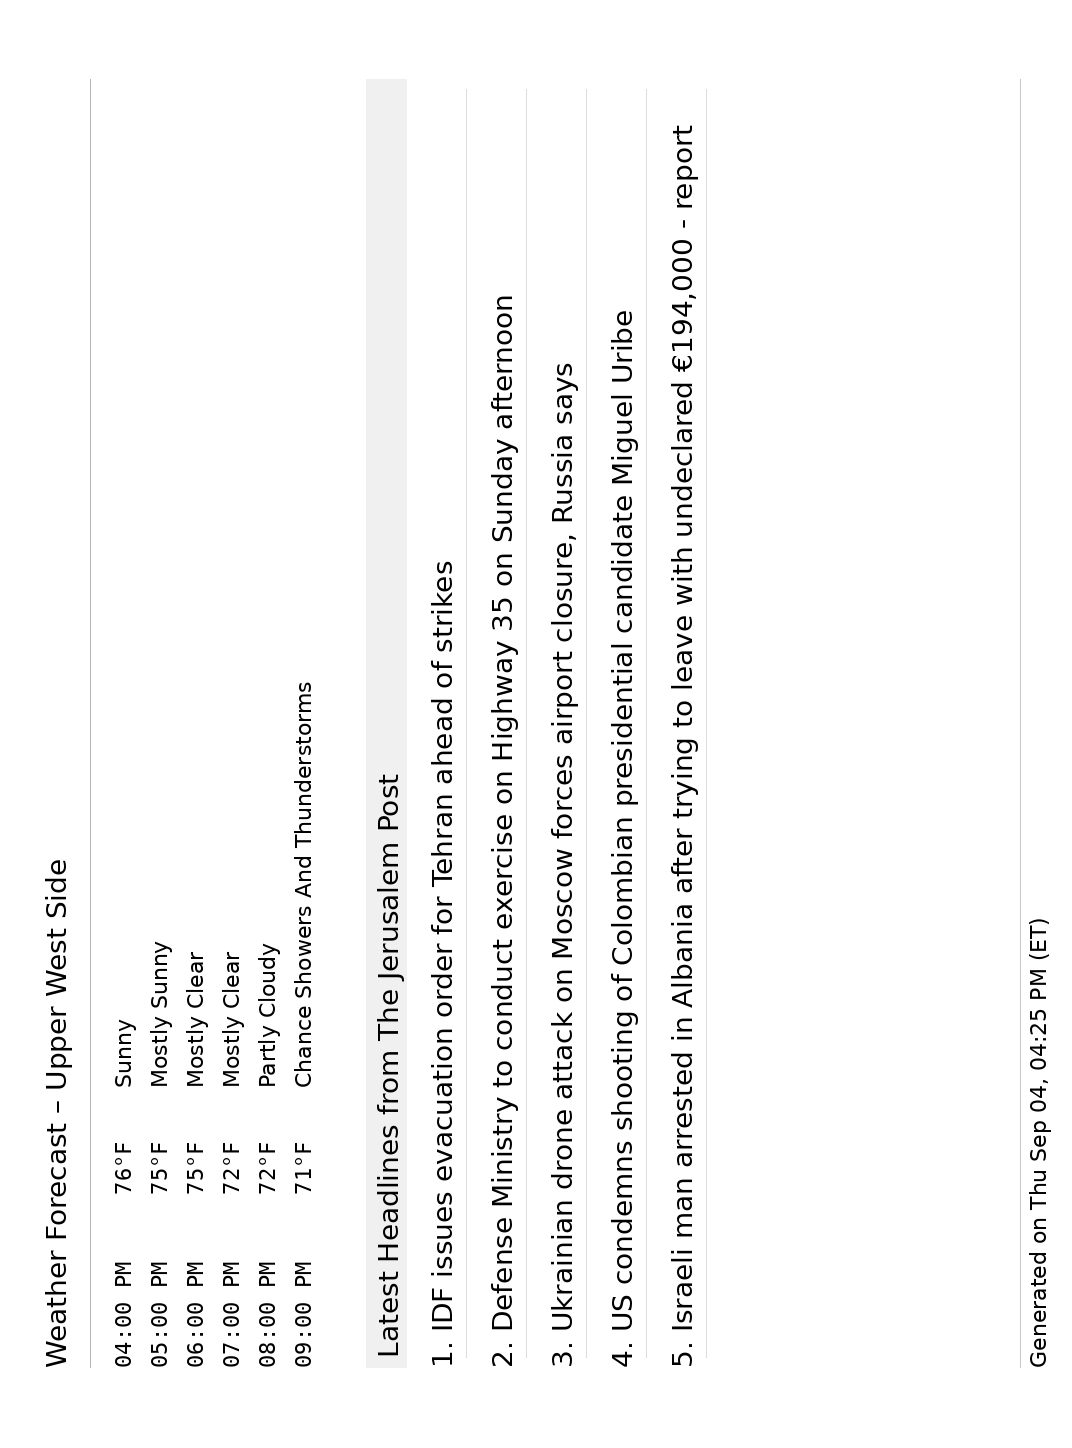 Weather Forecast – Upper West Side
04:00 PM 76°F Sunny
05:00 PM 75°F Mostly Sunny
06:00 PM 75°F Mostly Clear
07:00 PM 72°F Mostly Clear
08:00 PM 72°F Partly Cloudy
09:00 PM 71°F Chance Showers And Thunderstorms
Latest Headlines from The Jerusalem Post
1. IDF issues evacuation order for Tehran ahead of strikes
2. Defense Ministry to conduct exercise on Highway 35 on Sunday afternoon
3. Ukrainian drone attack on Moscow forces airport closure, Russia says
4. US condemns shooting of Colombian presidential candidate Miguel Uribe
5. Israeli man arrested in Albania after trying to leave with undeclared €194,000 - report
Generated on Thu Sep 04, 04:25 PM (ET)